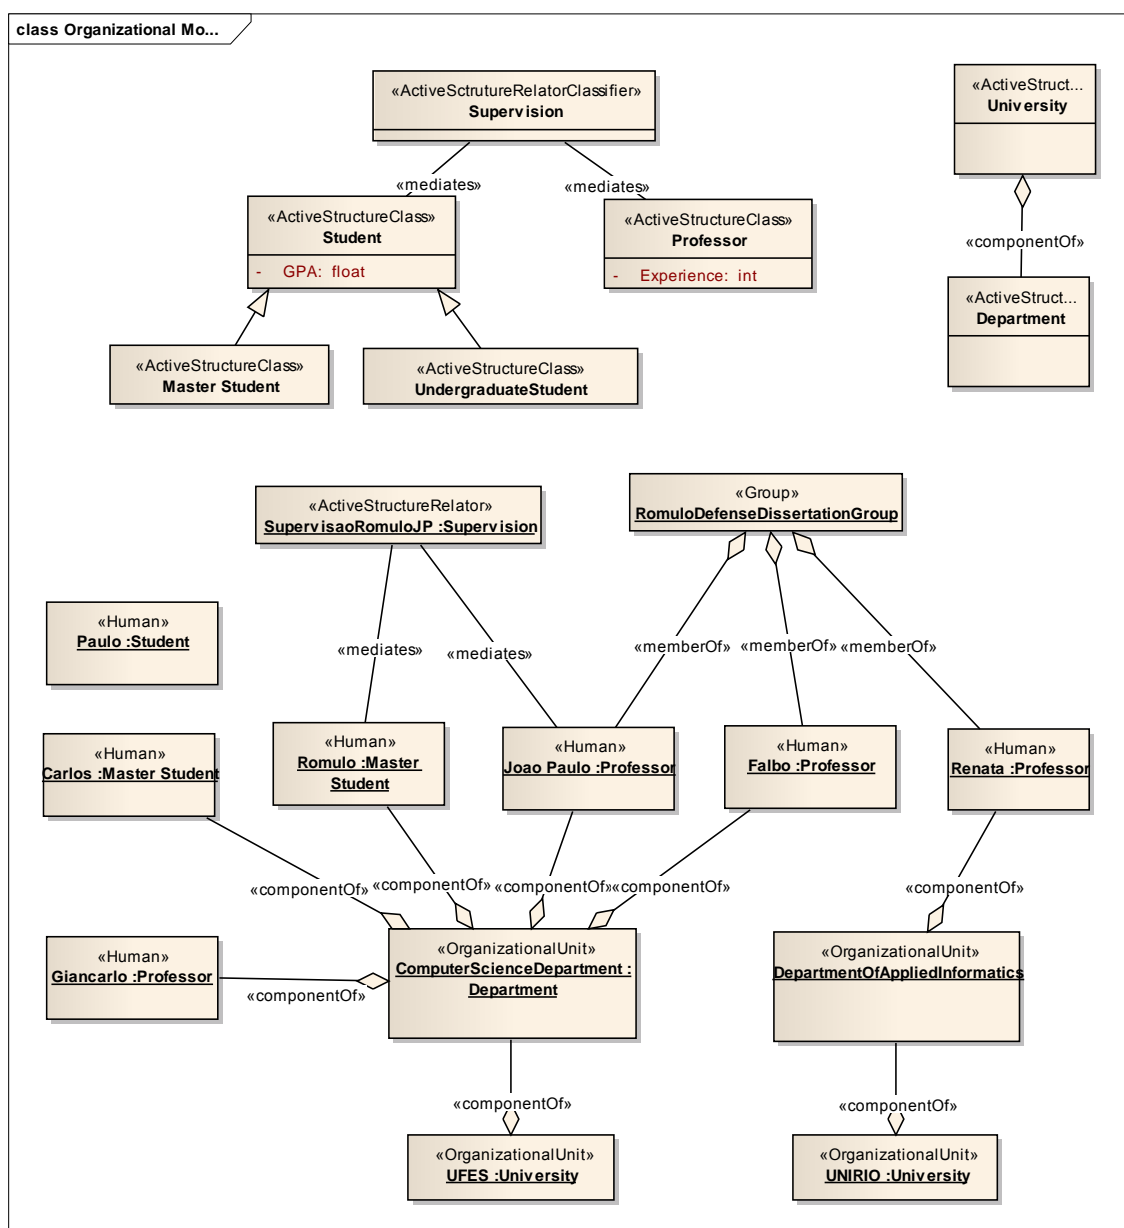 class Organizational Mo...
«ActiveSctrutureRelatorClassifier»
Supervision
«ActiveStruct...
University
«mediates»
«mediates»
«ActiveStructureClass»
Student
- GPA: float
«ActiveStructureClass»
Professor
- Experience: int
«componentOf»
«ActiveStruct...
Department
«ActiveStructureClass»
Master Student
«ActiveStructureClass»
UndergraduateStudent
«ActiveStructureRelator»
SupervisaoRomuloJP :Supervision
«Group»
RomuloDefenseDissertationGroup
«Human»
Paulo :Student
«mediates»
«mediates»
«memberOf»
«memberOf»
«memberOf»
«Human»
Carlos :Master Student
«Human»
Romulo :Master
Student
«Human»
Joao Paulo :Professor
«Human»
Falbo :Professor
«Human»
Renata :Professor
«componentOf»
«componentOf»
«componentOf»
«componentOf»
«componentOf»
«Human»
Giancarlo :Professor
«componentOf»
«OrganizationalUnit»
ComputerScienceDepartment :
Department
«OrganizationalUnit»
DepartmentOfAppliedInformatics
«componentOf»
«componentOf»
«OrganizationalUnit»
UFES :University
«OrganizationalUnit»
UNIRIO :University